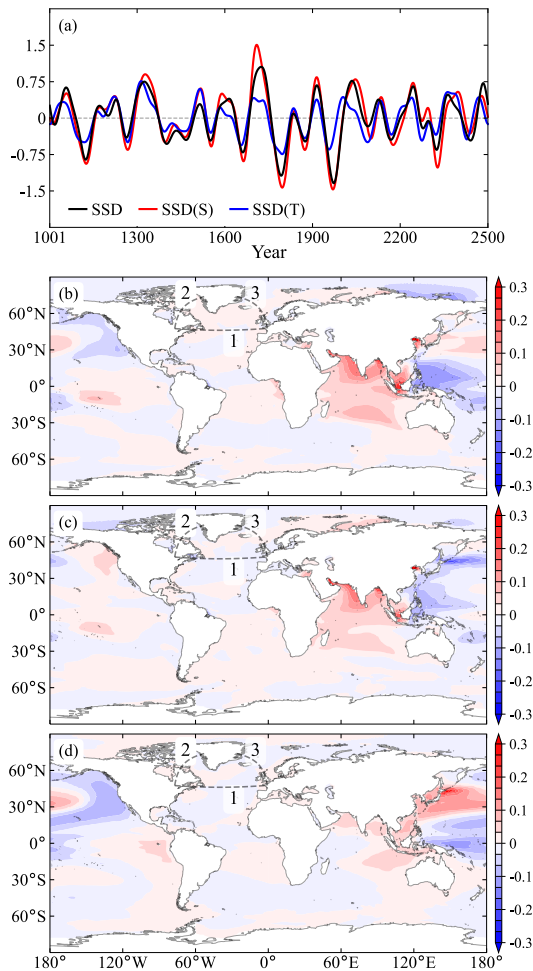 (a)
1.5
0.75
0
-0.75
-1.5
SSD SSD(S) SSD(T)
1001 1300 1600 1900 2200 2500
Year
(b)
60°N
30°N
0°
30°S
60°S
2 3
1
0.3
0.2
0.1
0
-0.1
-0.2
-0.3
(c)
60°N
30°N
0°
30°S
60°S
2 3
1
0.3
0.2
0.1
0
-0.1
-0.2
-0.3
(d)
60°N
30°N
0°
30°S
60°S
2 3
1
0.3
0.2
0.1
0
-0.1
-0.2
-0.3
180° 120°W 60°W 0° 60°E 120°E 180°